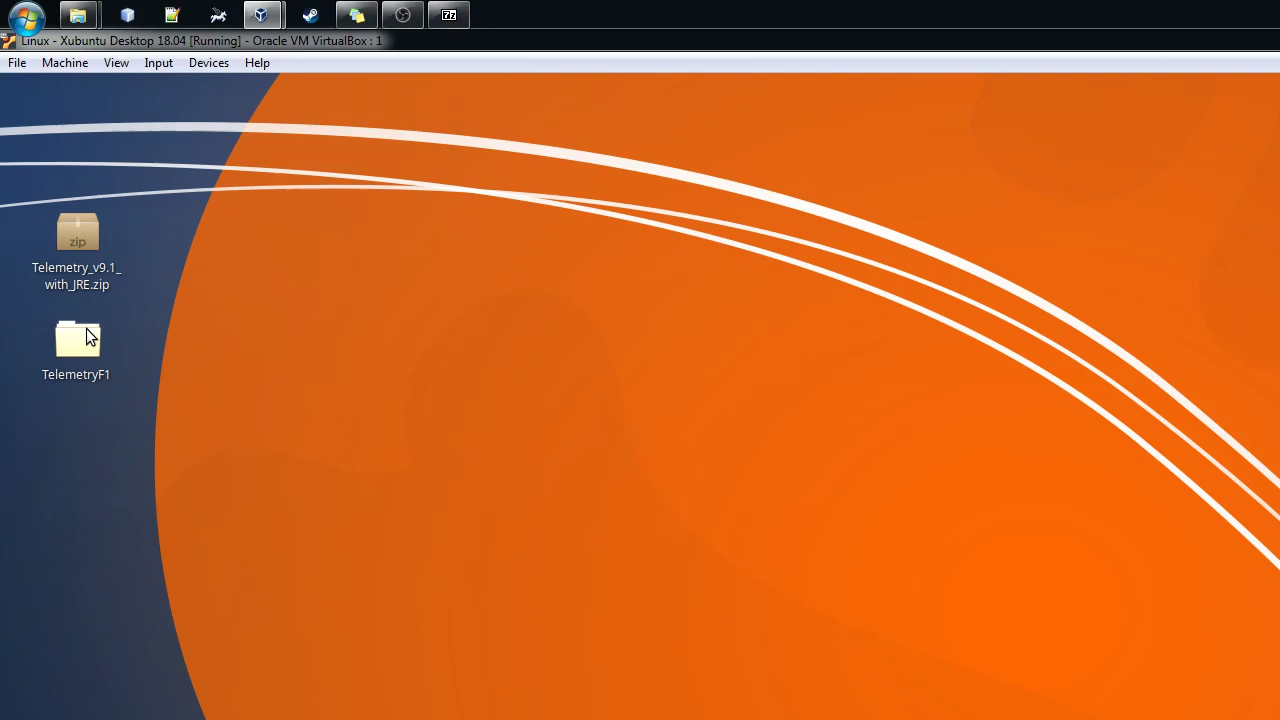 Linux - Xubuntu Desktop 18.04 [Running] - Oracle VM VirtualBox : 1
File Machine View Input Devices Help
zip
Telemetry_v9.1_
with_JRE.zip
TelemetryF1